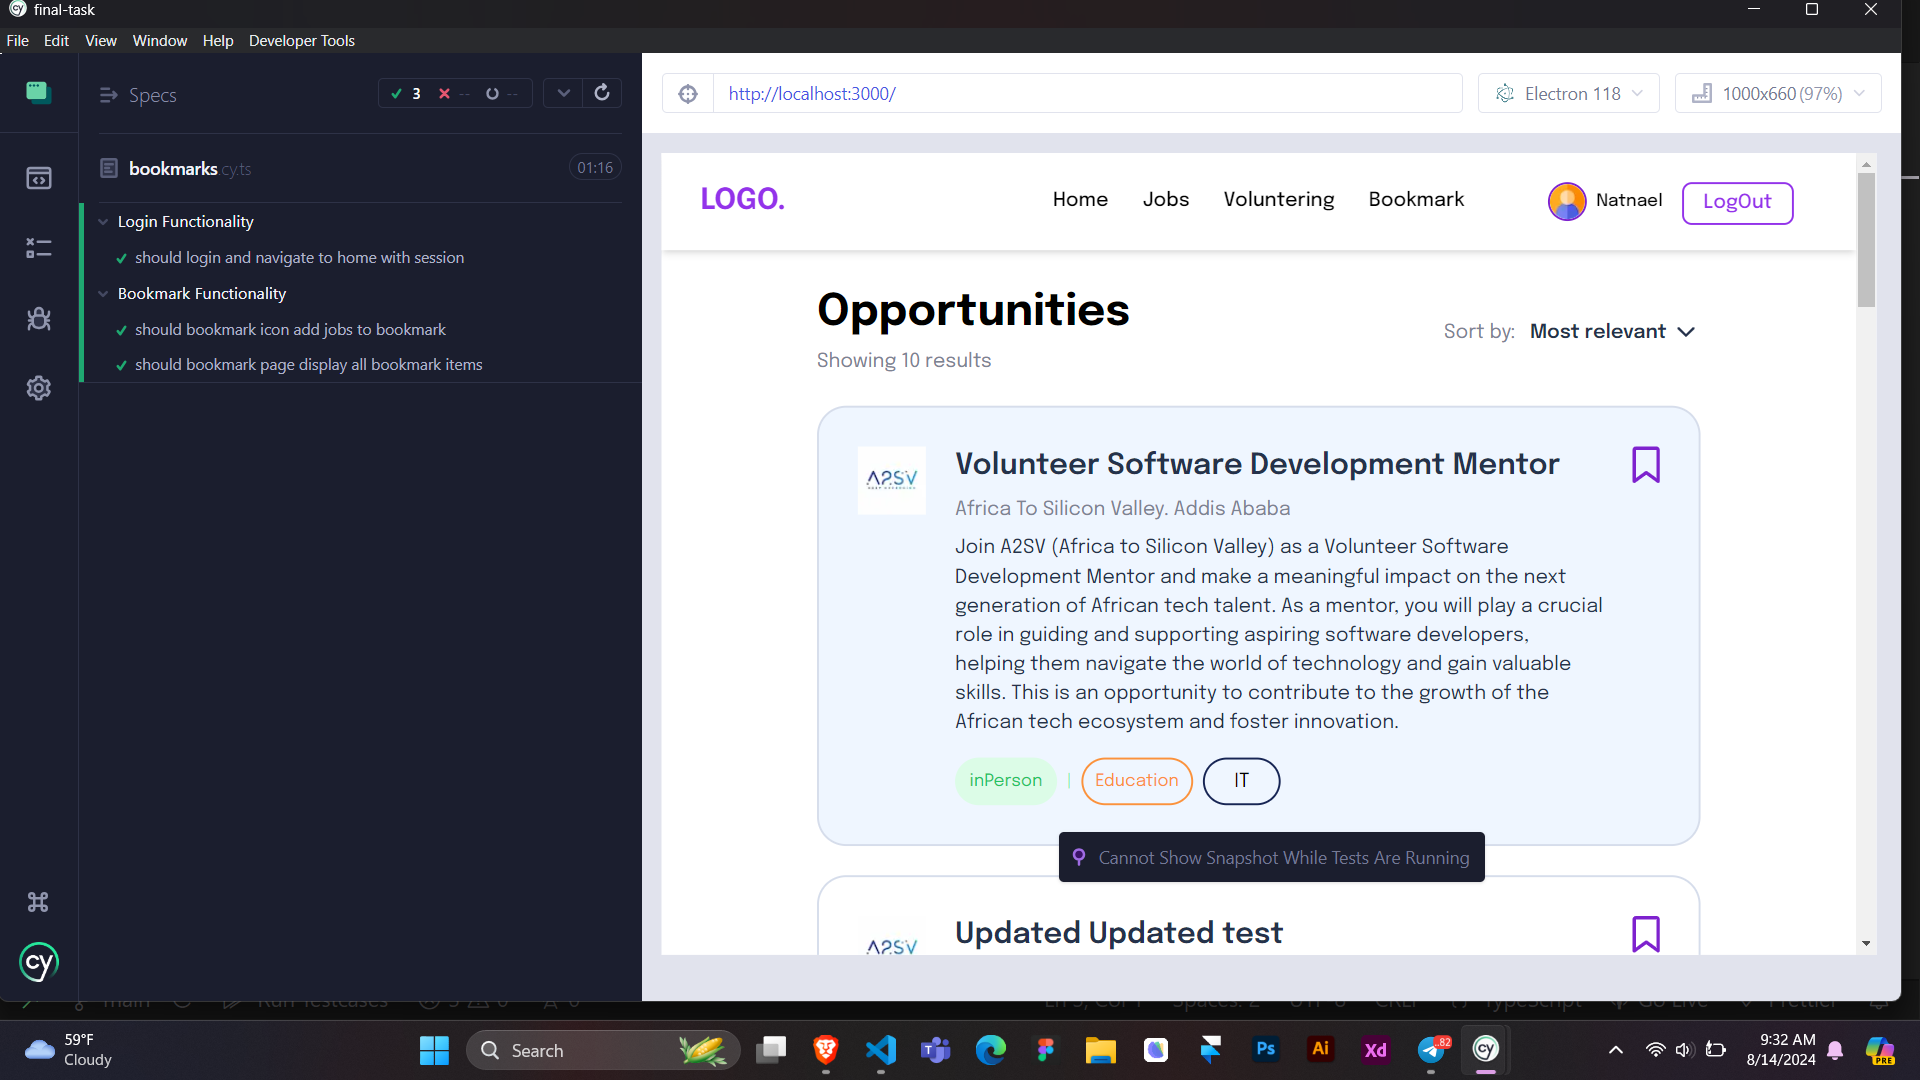 final-task
File Edit View Window Help Developer Tools
Specs
3 -- --
bookmarks.cy.ts
01:16
Login Functionality
should login and navigate to home with session
Bookmark Functionality
should bookmark icon add jobs to bookmark
should bookmark page display all bookmark items
cy
http://localhost:3000/
Electron 118
1000x660 (97%)
LOGO.
Home Jobs Voluntering Bookmark
Natnael
LogOut
Opportunities
Showing 10 results
Sort by: Most relevant
A2SV
Volunteer Software Development Mentor
Africa To Silicon Valley. Addis Ababa
Join A2SV (Africa to Silicon Valley) as a Volunteer Software
Development Mentor and make a meaningful impact on the next
generation of African tech talent. As a mentor, you will play a crucial
role in guiding and supporting aspiring software developers,
helping them navigate the world of technology and gain valuable
skills. This is an opportunity to contribute to the growth of the
African tech ecosystem and foster innovation.
inPerson | Education IT
Cannot Show Snapshot While Tests Are Running
A2SV
Updated Updated test
59°F
Cloudy
Search
Ps
Ai
Xd
82
cy
9:32 AM
8/14/2024
PRE